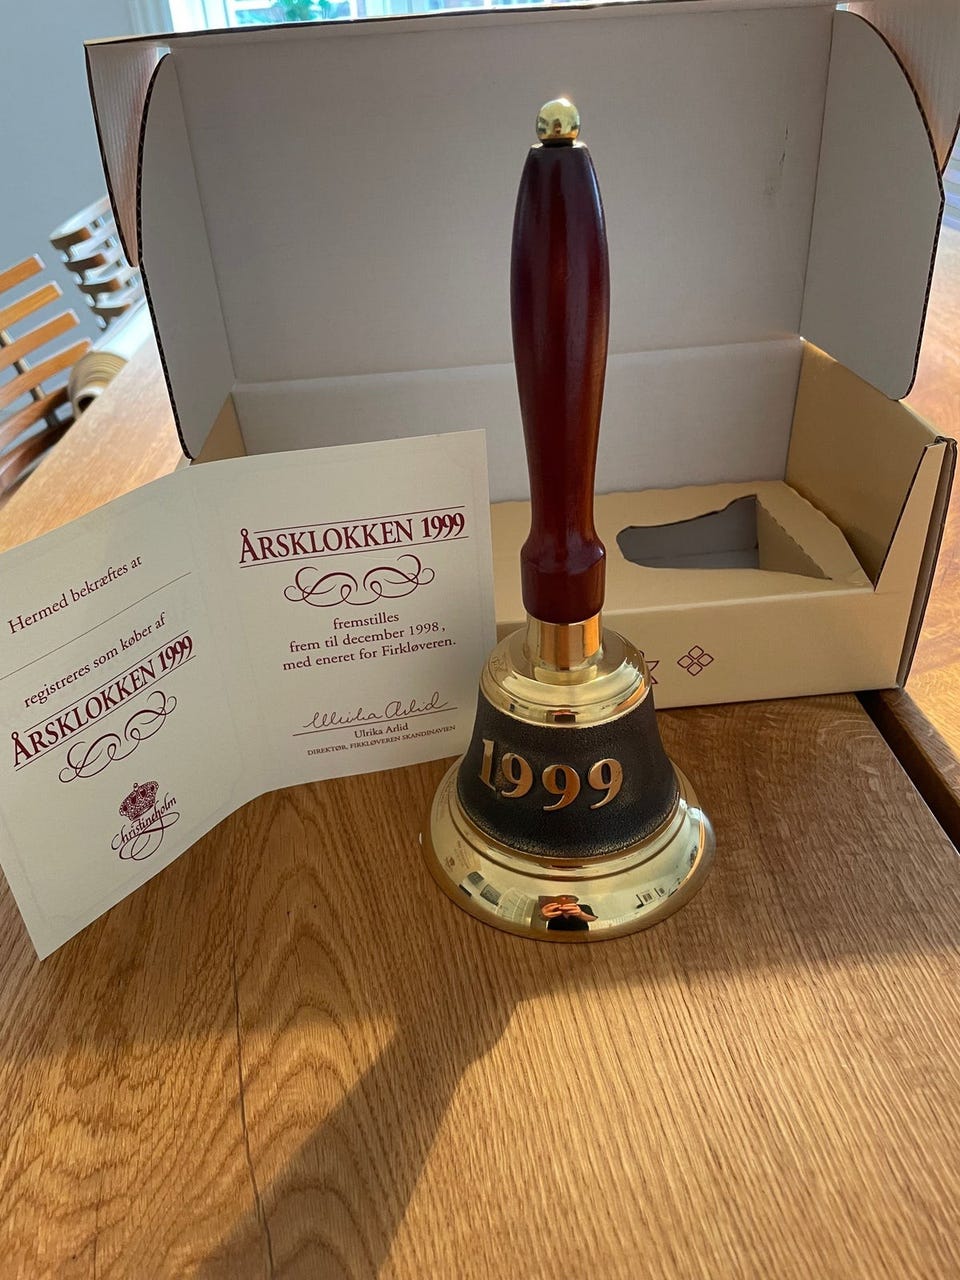 Hermed bekræftes at
registreres som køber af
ÅRSKLOKKEN 1999
Christineholm
ÅRSKLOKKEN 1999
fremstilles
frem til december 1998,
med eneret for Firkløveren.
Ulrika Arlid
Ulrika Arlid
DIREKTØR, FIRKLØVEREN SKANDINAVIEN
1999